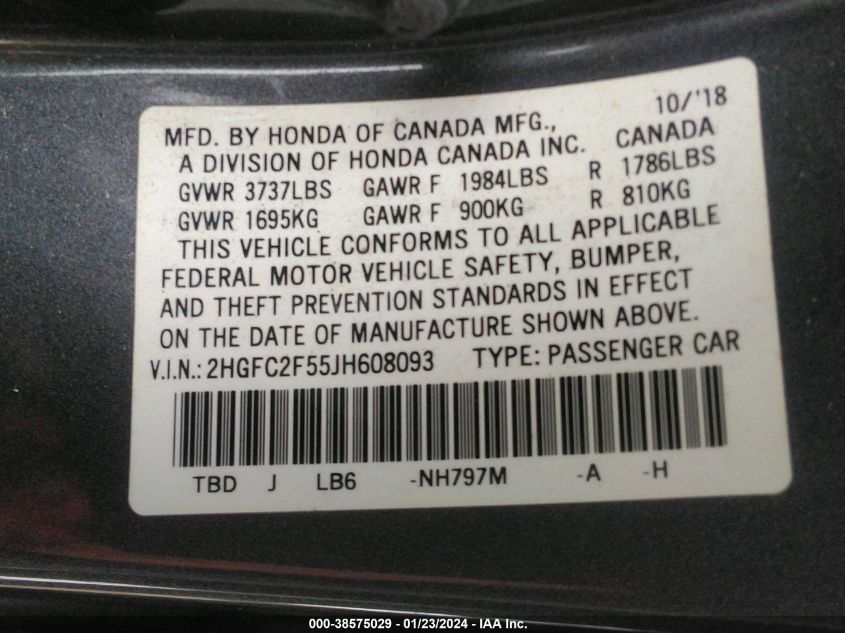 10/'18
MFD. BY HONDA OF CANADA MFG.,
A DIVISION OF HONDA CANADA INC. CANADA
GVWR 3737LBS GAWR F 1984LBS R 1786LBS
GVWR 1695KG GAWR F 900KG R 810KG
THIS VEHICLE CONFORMS TO ALL APPLICABLE
FEDERAL MOTOR VEHICLE SAFETY, BUMPER,
AND THEFT PREVENTION STANDARDS IN EFFECT
ON THE DATE OF MANUFACTURE SHOWN ABOVE.
V.I.N.: 2HGFC2F55JH608093 TYPE: PASSENGER CAR
TBD J LB6 -NH797M -A -H
000-38575029 - 01/23/2024 - IAA Inc.